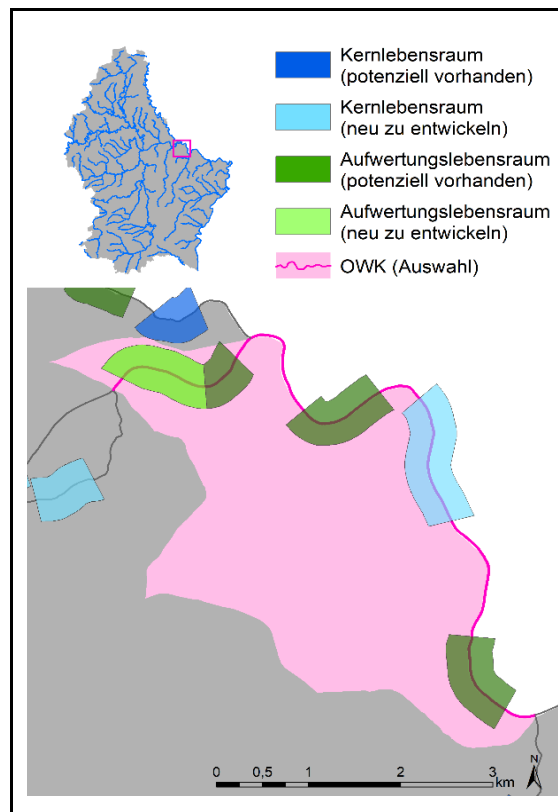 Kernlebensraum
(potenziell vorhanden)
Kernlebensraum
(neu zu entwickeln)
Aufwertungslebensraum
(potenziell vorhanden)
Aufwertungslebensraum
(neu zu entwickeln)
OWK (Auswahl)
N
0 0,5 1 2 3
km